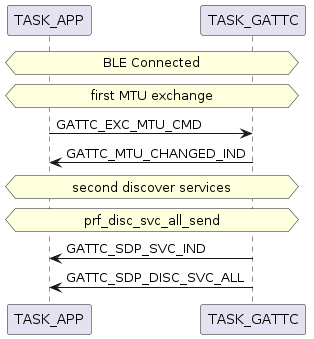 TASK_APP TASK_GATTC
BLE Connected
first MTU exchange
GATTC_EXC_MTU_CMD
GATTC_MTU_CHANGED_IND
second discover services
prf_disc_svc_all_send
GATTC_SDP_SVC_IND
GATTC_SDP_DISC_SVC_ALL
TASK_APP TASK_GATTC